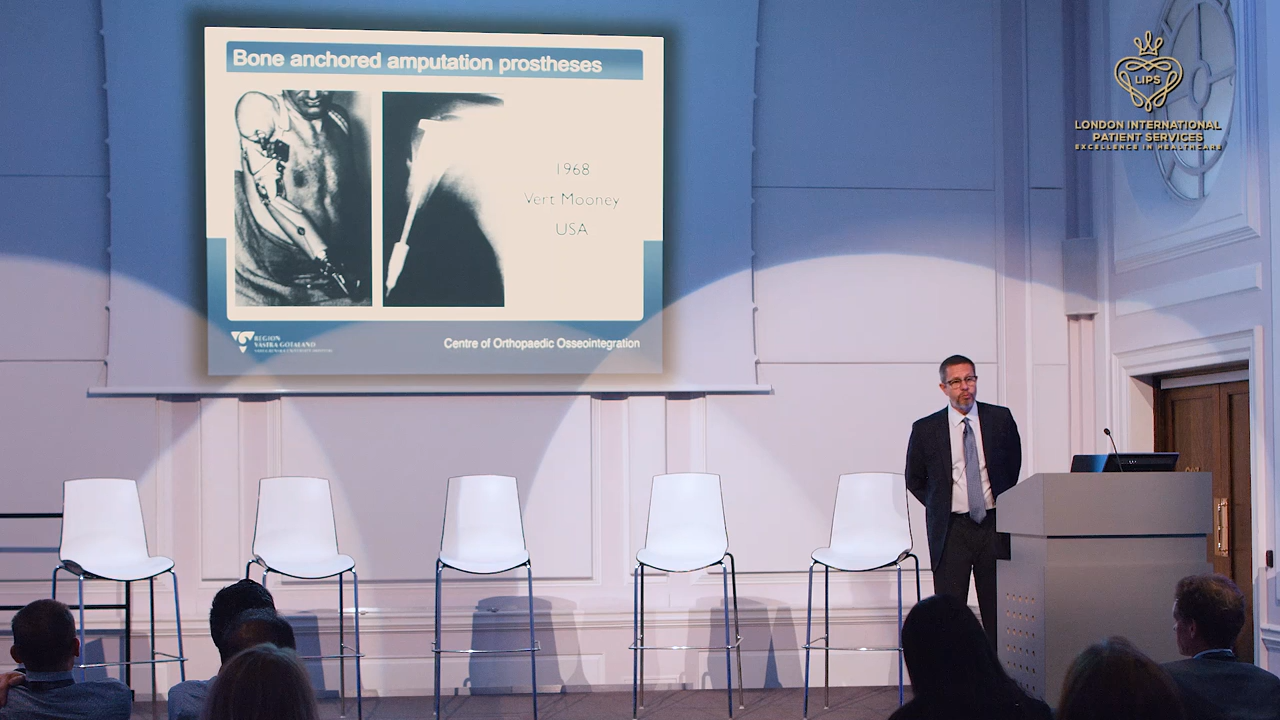 Bone anchored amputation prostheses
1968
Vert Mooney
USA
REGION
VÄSTRA GÖTALAND
Centre of Orthopaedic Osseointegration
LIPS
LONDON INTERNATIONAL
PATIENT SERVICES
EXCELLENCE IN HEALTHCARE